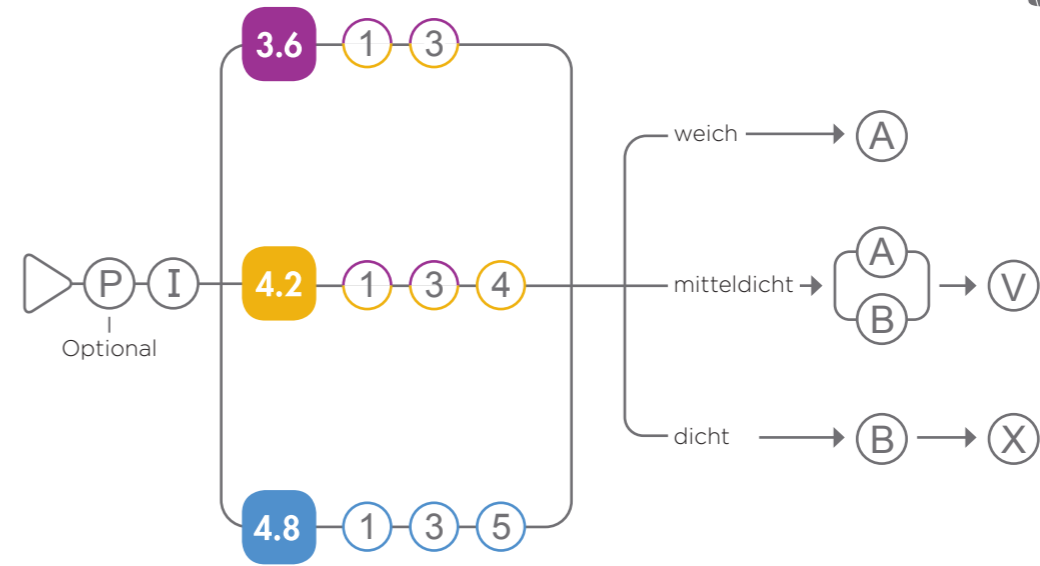 3.6 1 3
weich A
P I 4.2 1 3 4 mitteldicht A B V
Optional
dicht B X
4.8 1 3 5